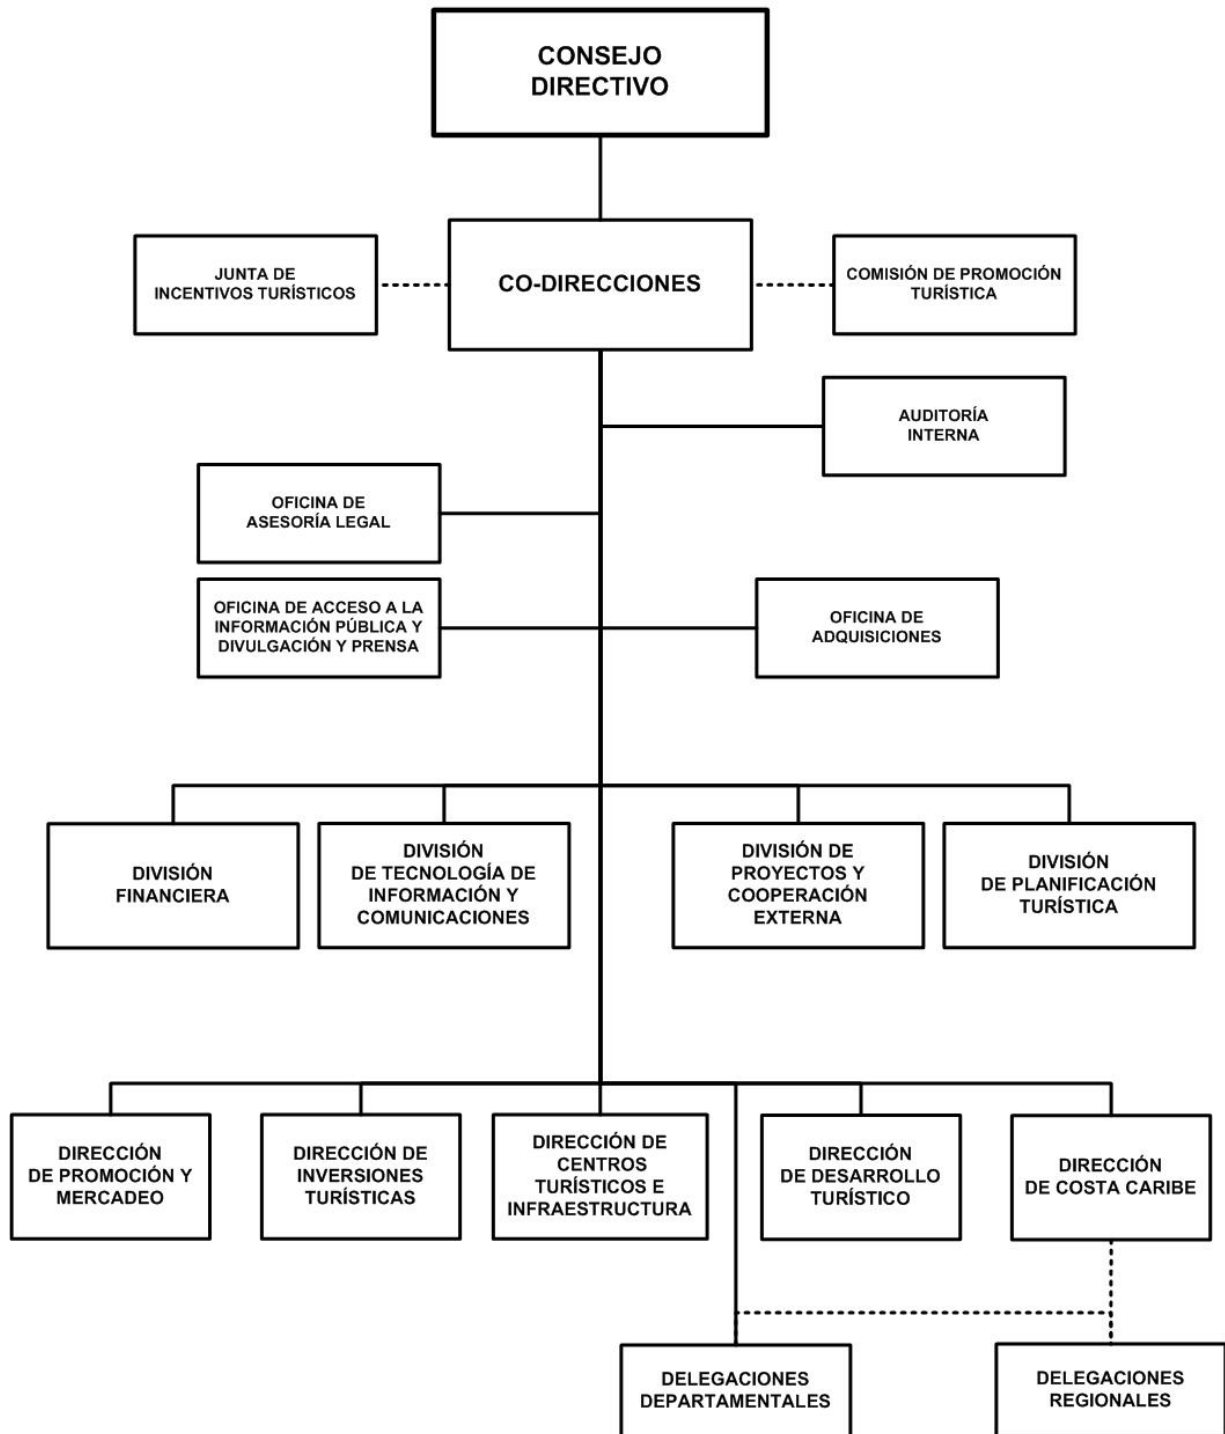 CONSEJO
DIRECTIVO
JUNTA DE
INCENTIVOS TURÍSTICOS
CO-DIRECCIONES
COMISIÓN DE PROMOCIÓN
TURÍSTICA
AUDITORÍA
INTERNA
OFICINA DE
ASESORÍA LEGAL
OFICINA DE ACCESO A LA
INFORMACIÓN PÚBLICA Y
DIVULGACIÓN Y PRENSA
OFICINA DE
ADQUISICIONES
DIVISIÓN
FINANCIERA
DIVISIÓN
DE TECNOLOGÍA DE
INFORMACIÓN Y
COMUNICACIONES
DIVISIÓN DE
PROYECTOS Y
COOPERACIÓN
EXTERNA
DIVISIÓN
DE PLANIFICACIÓN
TURÍSTICA
DIRECCIÓN
DE PROMOCIÓN Y
MERCADEO
DIRECCIÓN DE
INVERSIONES
TURÍSTICAS
DIRECCIÓN DE
CENTROS
TURÍSTICOS E
INFRAESTRUCTURA
DIRECCIÓN
DE DESARROLLO
TURÍSTICO
DIRECCIÓN
DE COSTA CARIBE
DELEGACIONES
DEPARTAMENTALES
DELEGACIONES
REGIONALES